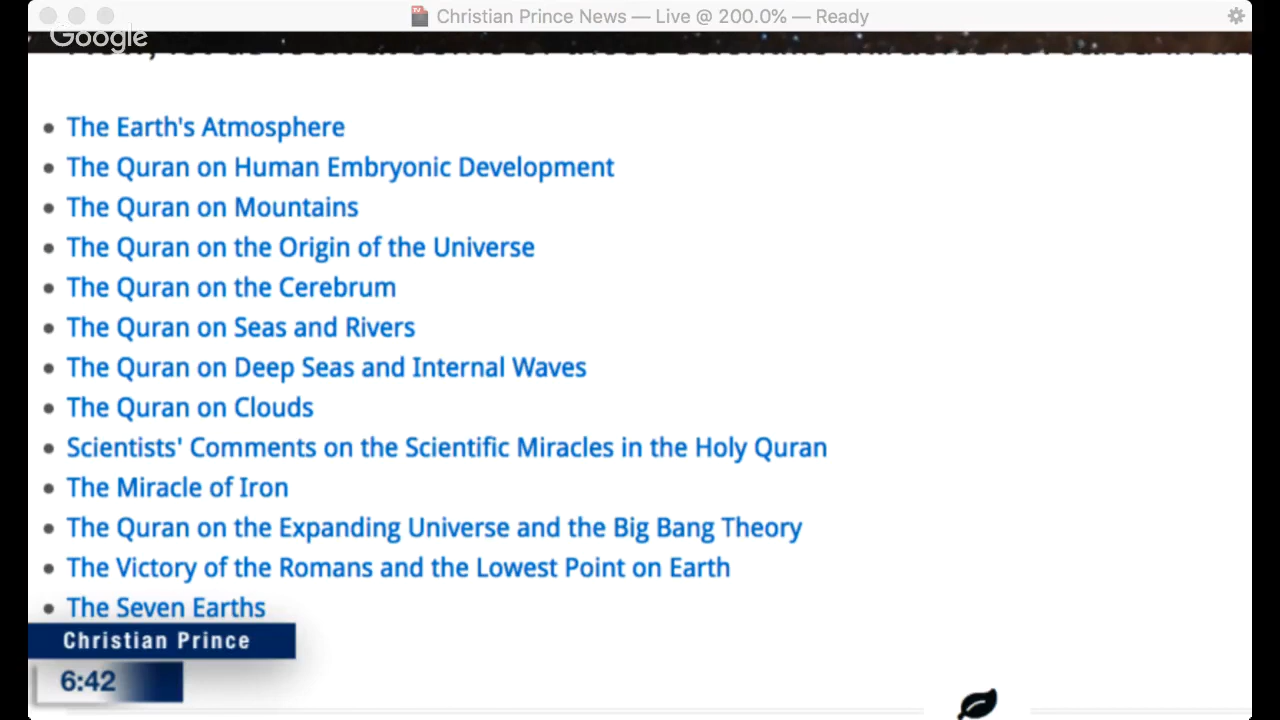 Christian Prince News — Live @ 200.0% — Ready
Google
The Earth's Atmosphere
The Quran on Human Embryonic Development
The Quran on Mountains
The Quran on the Origin of the Universe
The Quran on the Cerebrum
The Quran on Seas and Rivers
The Quran on Deep Seas and Internal Waves
The Quran on Clouds
Scientists' Comments on the Scientific Miracles in the Holy Quran
The Miracle of Iron
The Quran on the Expanding Universe and the Big Bang Theory
The Victory of the Romans and the Lowest Point on Earth
The Seven Earths
Christian Prince
6:42